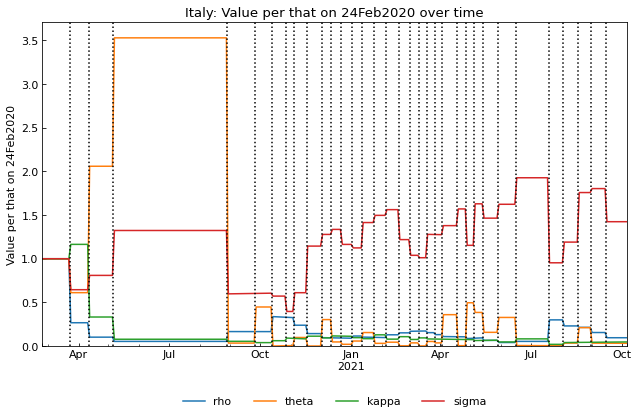 Italy: Value per that on 24Feb2020 over time
Value per that on 24Feb2020
3.5
3.0
2.5
2.0
1.5
1.0
0.5
0.0
Apr Jul Oct Jan Apr Jul Oct
2021
rho theta kappa sigma